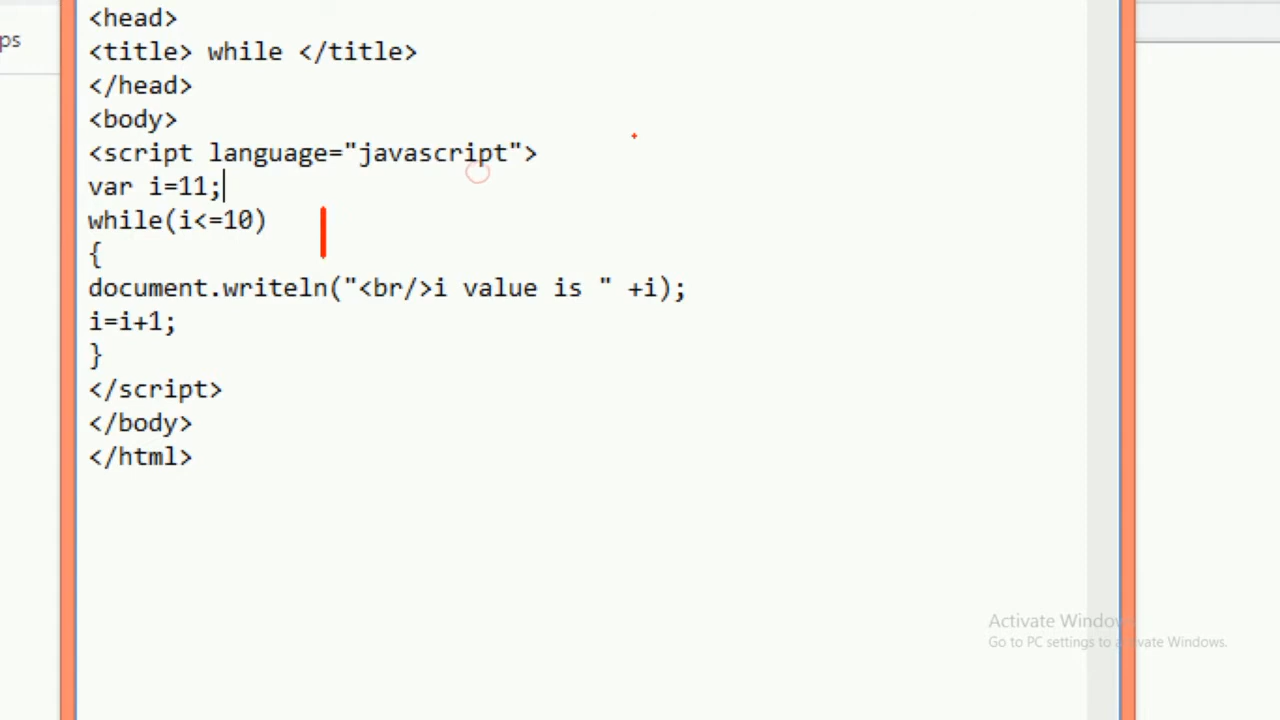 ps
<head>
<title> while </title>
</head>
<body>
<script language="javascript">
var i=11;
while(i<=10)
{
document.writeln("<br/>i value is " +i);
i=i+1;
}
</script>
</body>
</html>
Activate Windows
Go to PC settings to activate Windows.